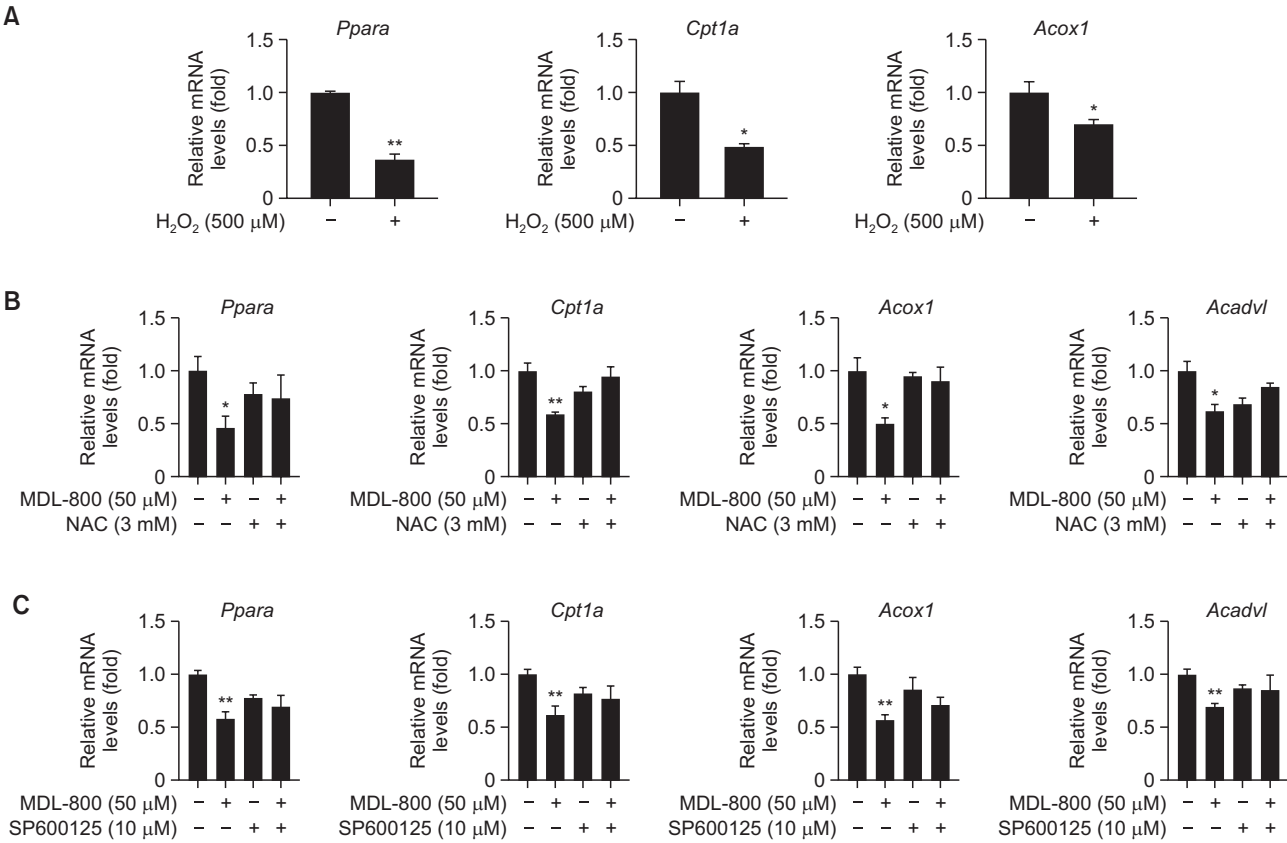 A
Ppara
Cpt1a
Acox1
Relative mRNA
levels (fold)
1.5
1.0
0.5
0
**
H₂O₂ (500 μM)
− +
Relative mRNA
levels (fold)
1.5
1.0
0.5
0
*
H₂O₂ (500 μM)
− +
Relative mRNA
levels (fold)
1.5
1.0
0.5
0
*
H₂O₂ (500 μM)
− +
B
Ppara
Relative mRNA
levels (fold)
1.5
1.0
0.5
0
*
MDL-800 (50 μM) − + − +
NAC (3 mM) − − + +
Cpt1a
Relative mRNA
levels (fold)
1.5
1.0
0.5
0
**
MDL-800 (50 μM) − + − +
NAC (3 mM) − − + +
Acox1
Relative mRNA
levels (fold)
1.5
1.0
0.5
0
*
MDL-800 (50 μM) − + − +
NAC (3 mM) − − + +
Acadvl
Relative mRNA
levels (fold)
1.5
1.0
0.5
0
*
MDL-800 (50 μM) − + − +
NAC (3 mM) − − + +
C
Ppara
Relative mRNA
levels (fold)
1.5
1.0
0.5
0
**
MDL-800 (50 μM) − + − +
SP600125 (10 μM) − − + +
Cpt1a
Relative mRNA
levels (fold)
1.5
1.0
0.5
0
**
MDL-800 (50 μM) − + − +
SP600125 (10 μM) − − + +
Acox1
Relative mRNA
levels (fold)
1.5
1.0
0.5
0
**
MDL-800 (50 μM) − + − +
SP600125 (10 μM) − − + +
Acadvl
Relative mRNA
levels (fold)
1.5
1.0
0.5
0
**
MDL-800 (50 μM) − + − +
SP600125 (10 μM) − − + +